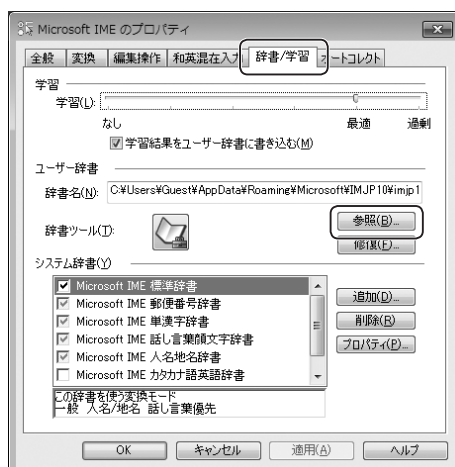 Microsoft IME のプロパティ
全般 変換 編集操作 和英混在入力 辞書/学習 オートコレクト
学習
学習(L):
なし 最適 過剰
学習結果をユーザー辞書に書き込む(M)
ユーザー辞書
辞書名(N): C:¥Users¥Guest¥AppData¥Roaming¥Microsoft¥IMJP10¥imjp1
参照(B)...
辞書ツール(T):
修復(E)...
システム辞書(Y)
Microsoft IME 標準辞書
Microsoft IME 郵便番号辞書
Microsoft IME 単漢字辞書
Microsoft IME 話し言葉顔文字辞書
Microsoft IME 人名地名辞書
Microsoft IME カタカナ語英語辞書
追加(D)...
削除(R)
プロパティ(P)...
この辞書を使う変換モード
一般 人名/地名 話し言葉優先
OK キャンセル 適用(A) ヘルプ